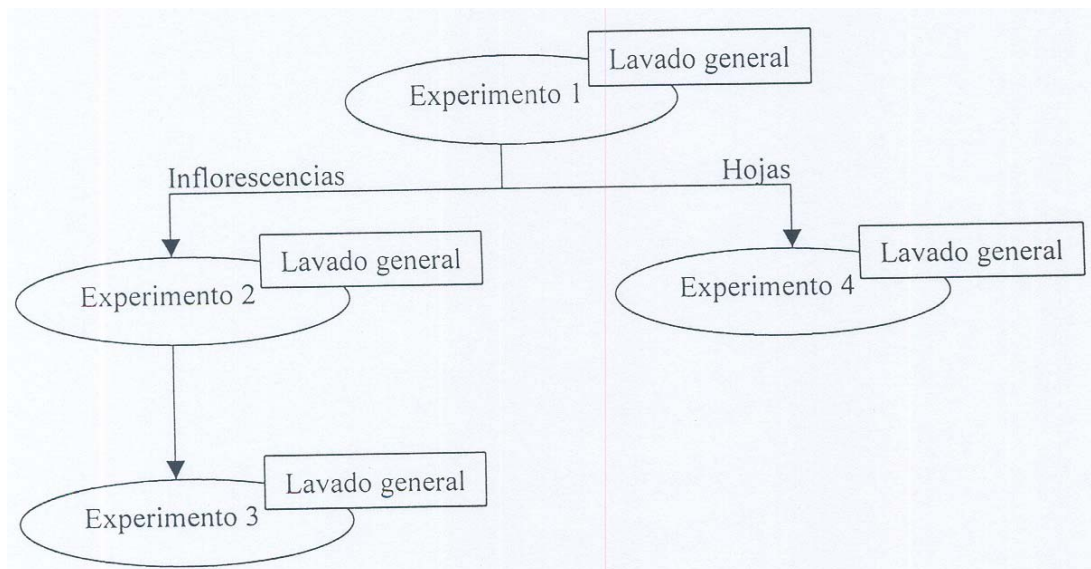 Lavado general
Experimento 1
Inflorescencias
Hojas
Lavado general
Experimento 2
Lavado general
Experimento 4
Lavado general
Experimento 3